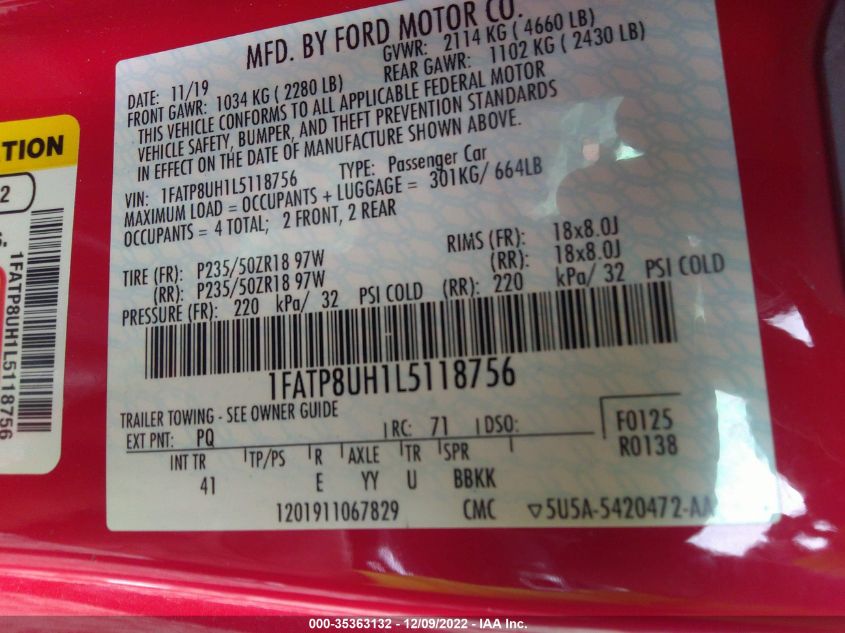 MFD. BY FORD MOTOR CO.
DATE: 11/19 GVWR: 2114 KG ( 4660 LB)
FRONT GAWR: 1034 KG ( 2280 LB) REAR GAWR: 1102 KG ( 2430 LB)
THIS VEHICLE CONFORMS TO ALL APPLICABLE FEDERAL MOTOR
VEHICLE SAFETY, BUMPER, AND THEFT PREVENTION STANDARDS
IN EFFECT ON THE DATE OF MANUFACTURE SHOWN ABOVE.
VIN: 1FATP8UH1L5118756 TYPE: Passenger Car
MAXIMUM LOAD = OCCUPANTS + LUGGAGE = 301KG/ 664LB
OCCUPANTS = 4 TOTAL; 2 FRONT, 2 REAR
TIRE (FR): P235/50ZR18 97W RIMS (FR): 18x8.0J
(RR): P235/50ZR18 97W (RR): 18x8.0J
PRESSURE (FR): 220 kPa/ 32 PSI COLD (RR): 220 kPa/ 32 PSI COLD
1FATP8UH1L5118756
TRAILER TOWING - SEE OWNER GUIDE
EXT PNT: PQ RC: 71 DSO: F0125
R0138
INT TR TP/PS R AXLE TR SPR
41 E YY U BBKK
1201911067829 CMC ▽5U5A-5420472-AA
TION
2
1FATP8UH1L5118756
000-35363132 - 12/09/2022 - IAA Inc.